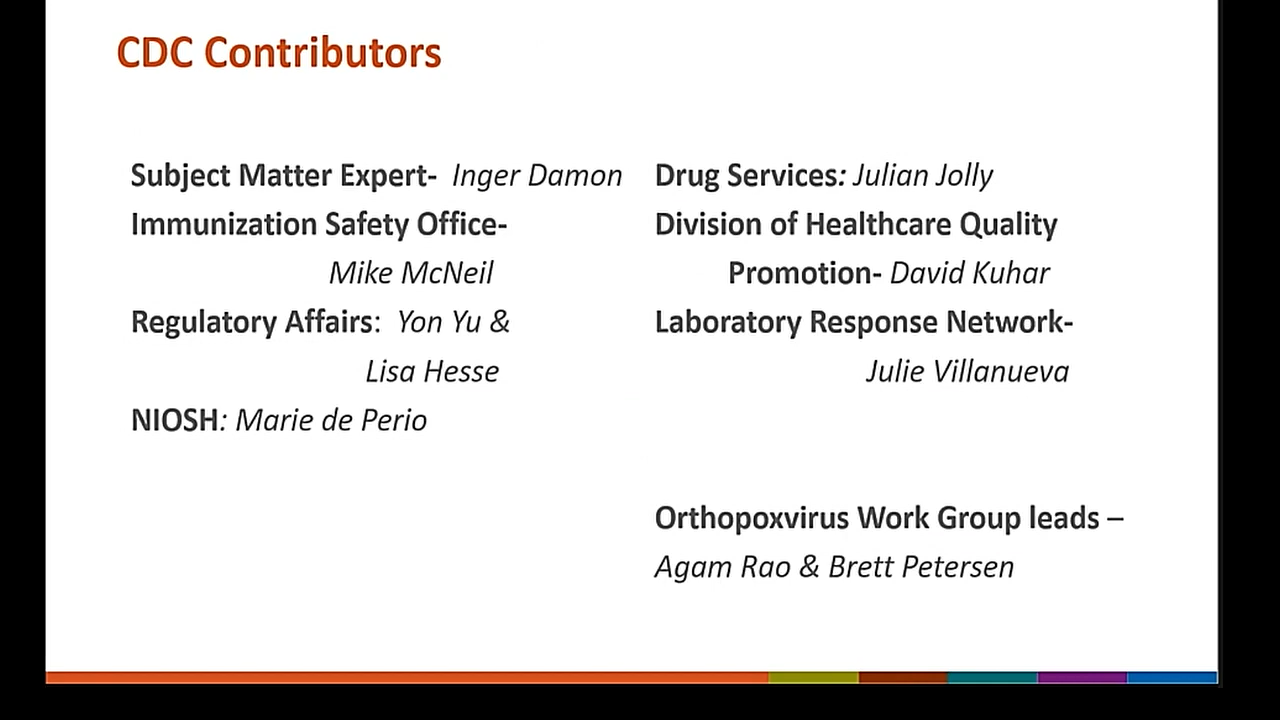 CDC Contributors
Subject Matter Expert- Inger Damon
Immunization Safety Office-
Mike McNeil
Regulatory Affairs: Yon Yu &
Lisa Hesse
NIOSH: Marie de Perio
Drug Services: Julian Jolly
Division of Healthcare Quality
Promotion- David Kuhar
Laboratory Response Network-
Julie Villanueva
Orthopoxvirus Work Group leads –
Agam Rao & Brett Petersen